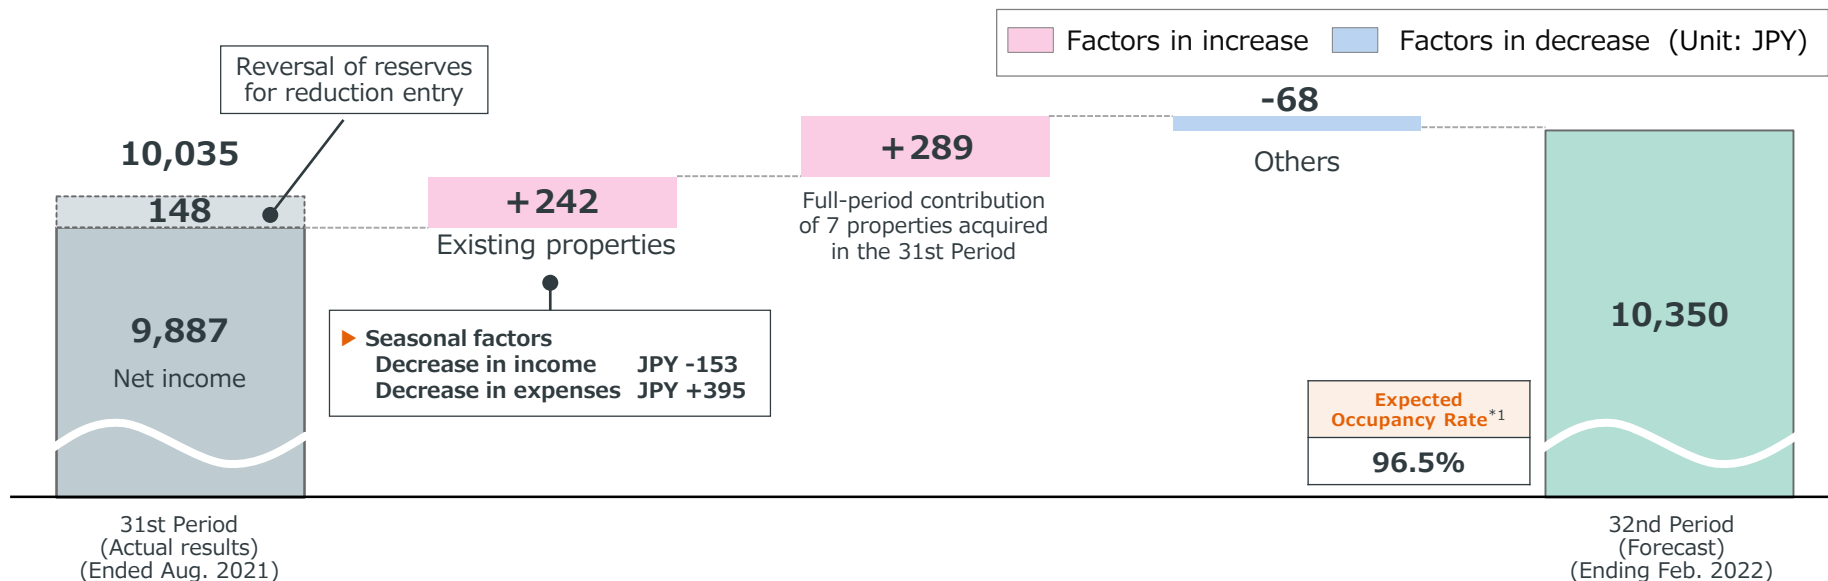 Factors in increase Factors in decrease (Unit: JPY)
Reversal of reserves
for reduction entry
10,035
148
9,887
Net income
+242
Existing properties
▶ Seasonal factors
Decrease in income JPY -153
Decrease in expenses JPY +395
+289
Full-period contribution
of 7 properties acquired
in the 31st Period
-68
Others
Expected
Occupancy Rate*1
96.5%
10,350
31st Period
(Actual results)
(Ended Aug. 2021)
32nd Period
(Forecast)
(Ending Feb. 2022)